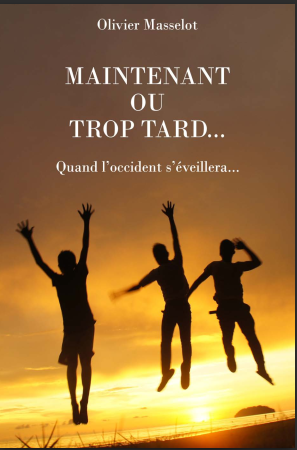 Olivier Masselot
MAINTENANT
OU
TROP TARD...
Quand l'occident s'éveillera...